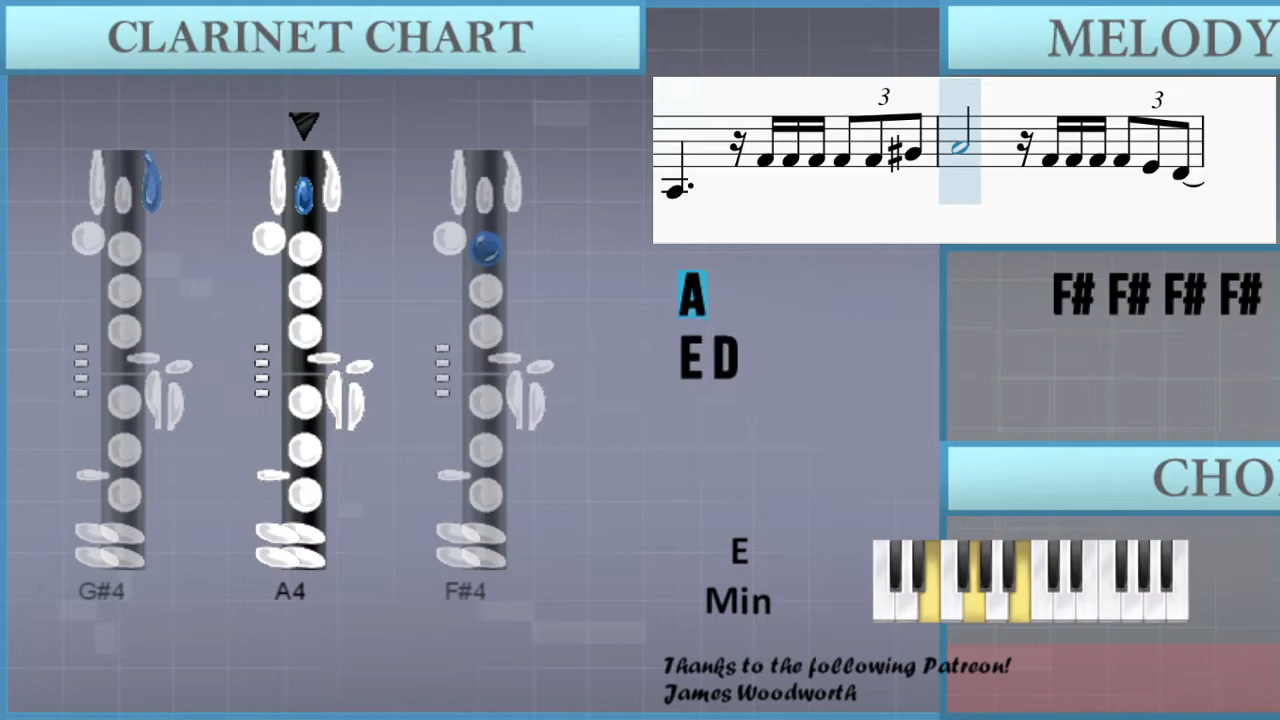 CLARINET CHART
MELODY
3
3
A
F# F# F# F#
E D
CHO
G#4
A4
F#4
E
Min
Thanks to the following Patreon!
James Woodworth